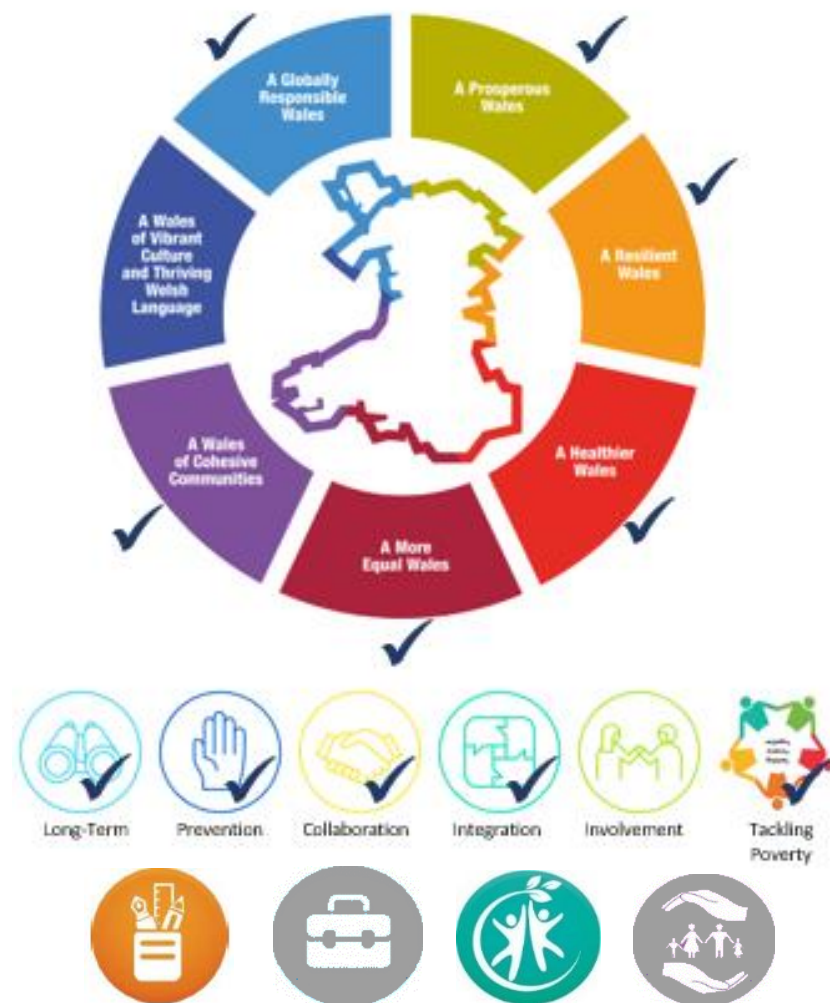 A Globally
Responsible
Wales
A Prosperous
Wales
A Resilient
Wales
A Healthier
Wales
A More
Equal Wales
A Wales
of Cohesive
Communities
A Wales
of Vibrant
Culture
and Thriving
Welsh
Language
Long-Term
Prevention
Collaboration
Integration
Involvement
Tackling
Poverty